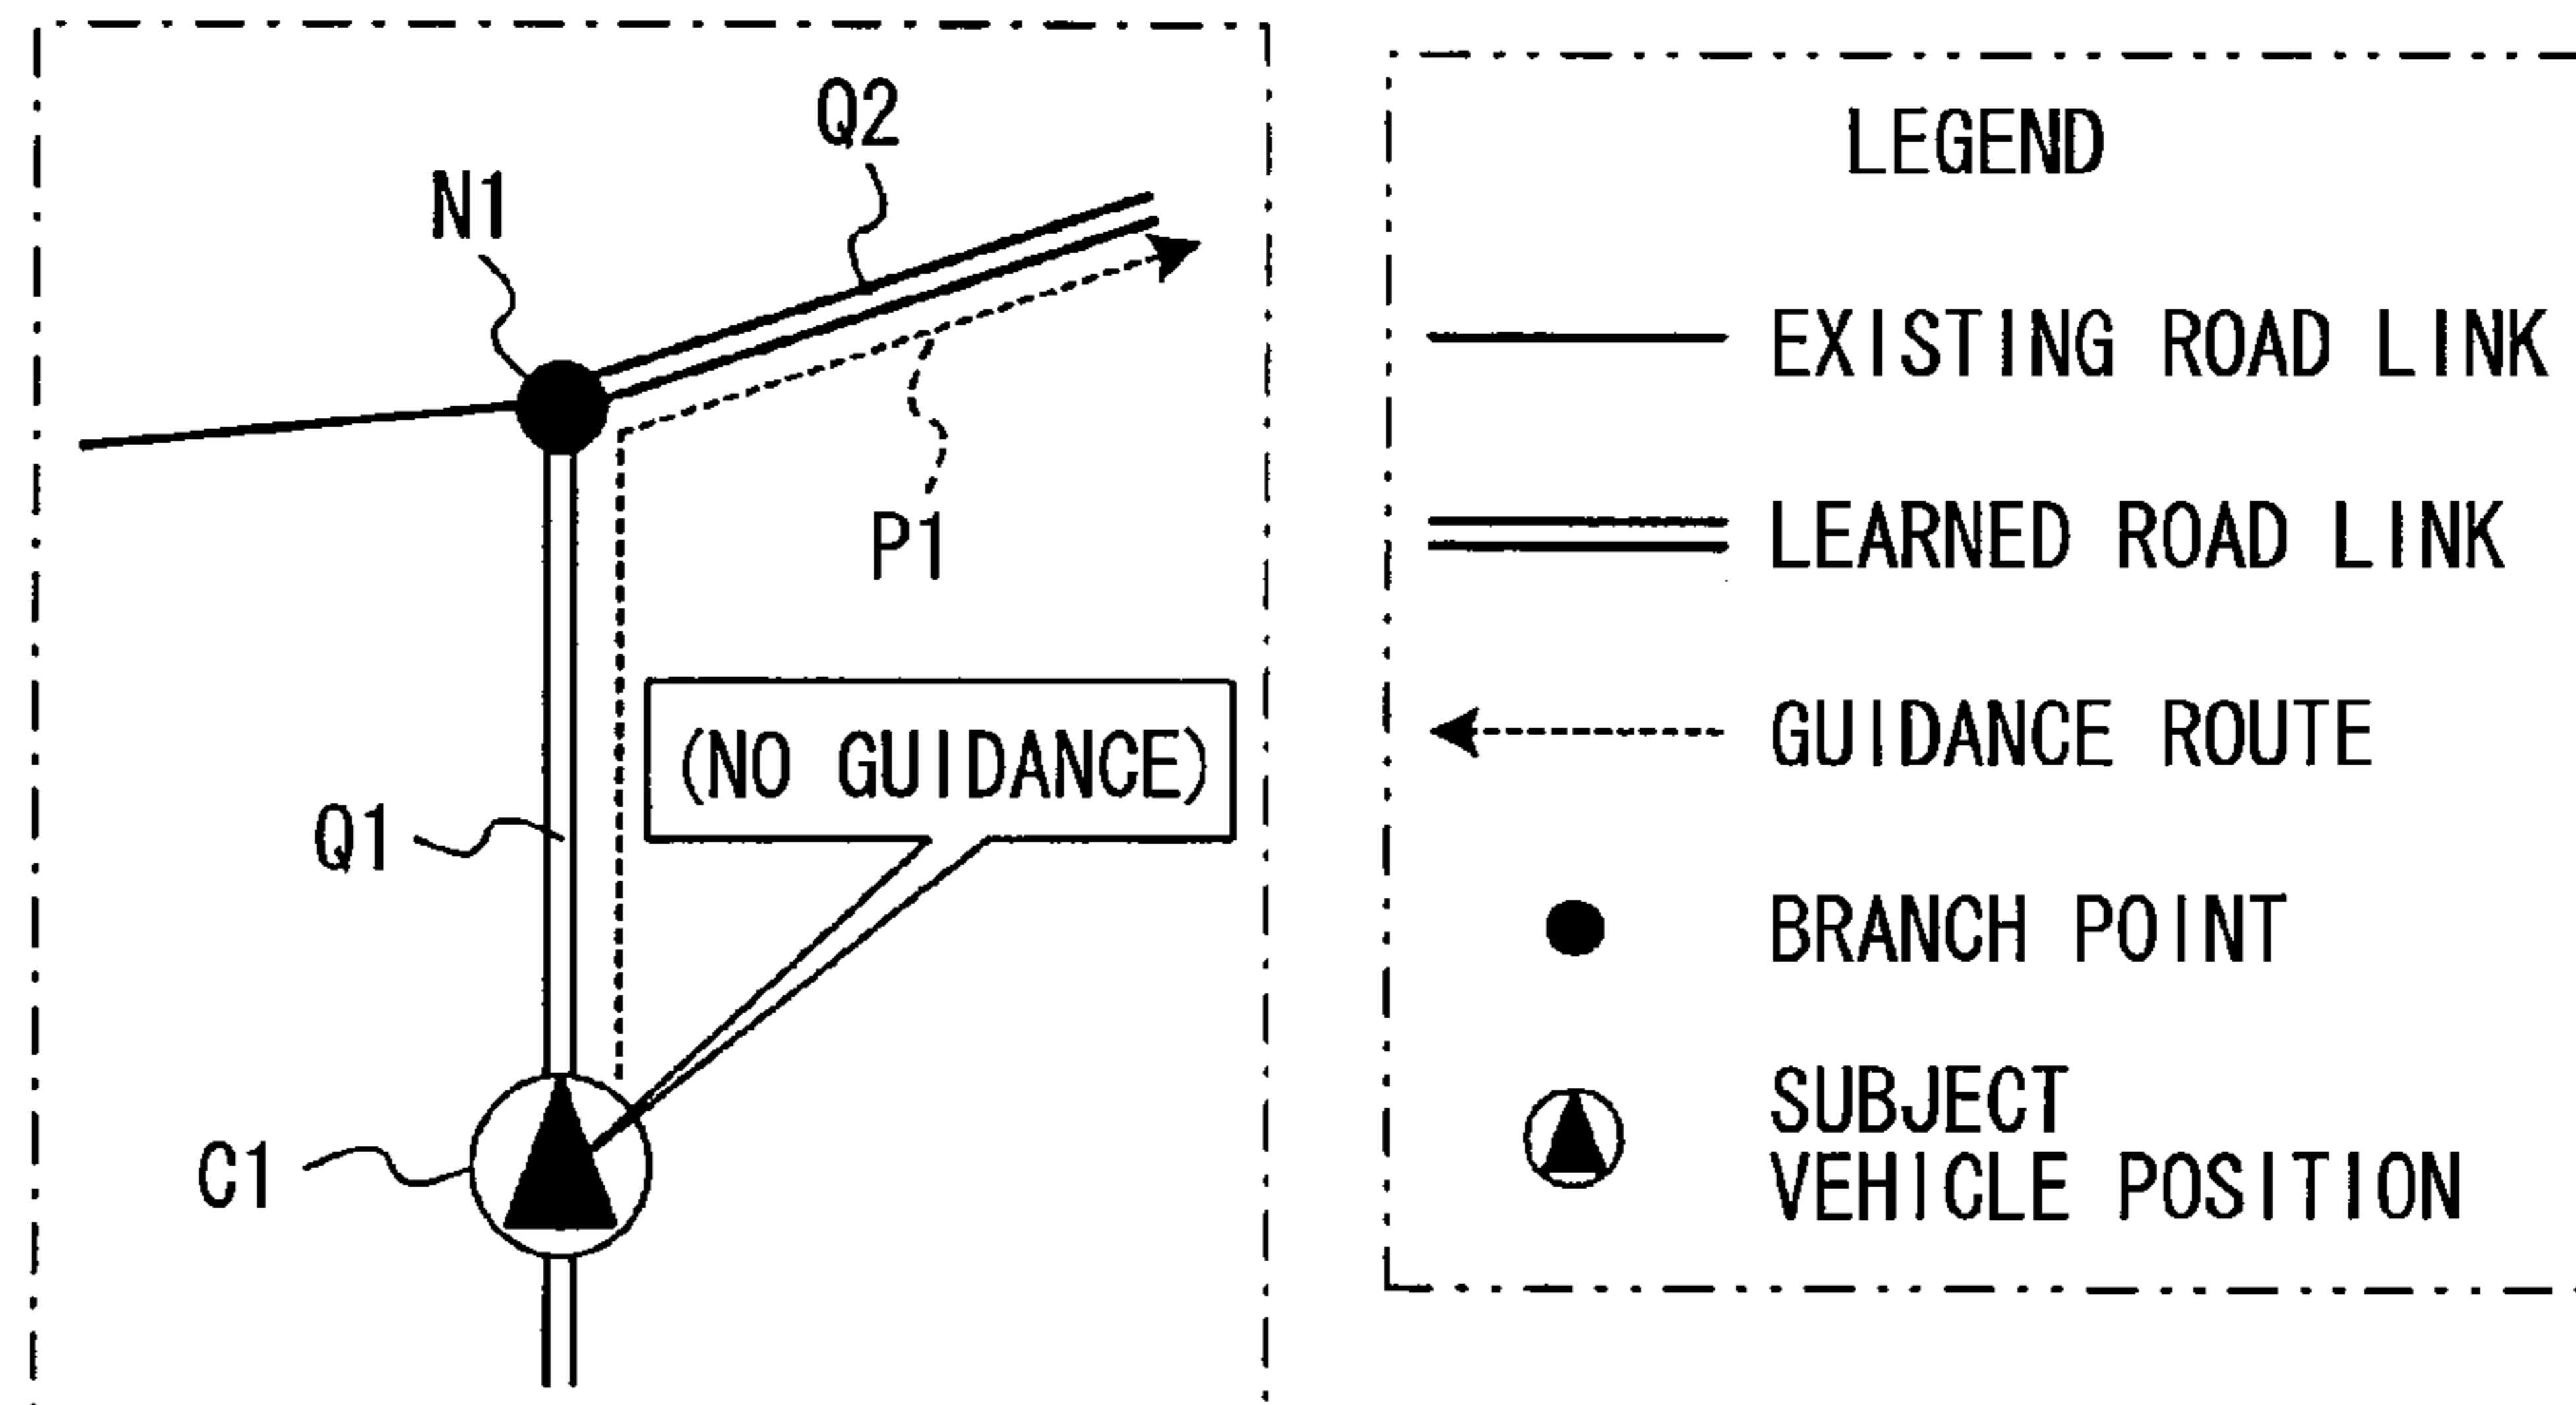 Q2
N1
P1
(NO GUIDANCE)
Q1
C1
LEGEND
EXISTING ROAD LINK
LEARNED ROAD LINK
GUIDANCE ROUTE
BRANCH POINT
SUBJECT
VEHICLE POSITION